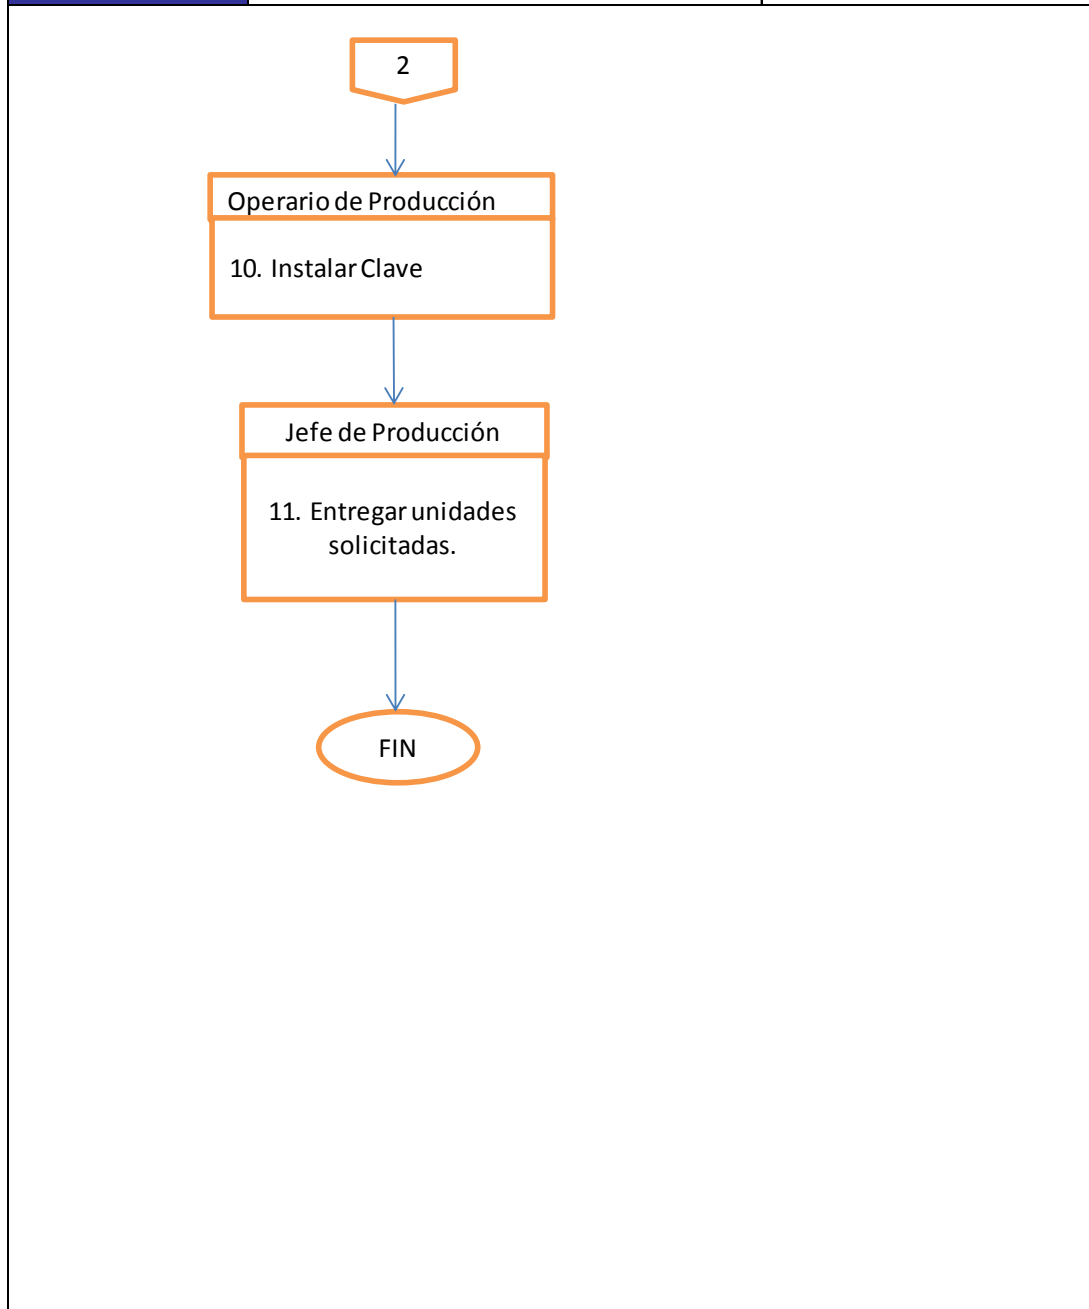 2
Operario de Producción
10. Instalar Clave
Jefe de Producción
11. Entregar unidades
solicitadas.
FIN